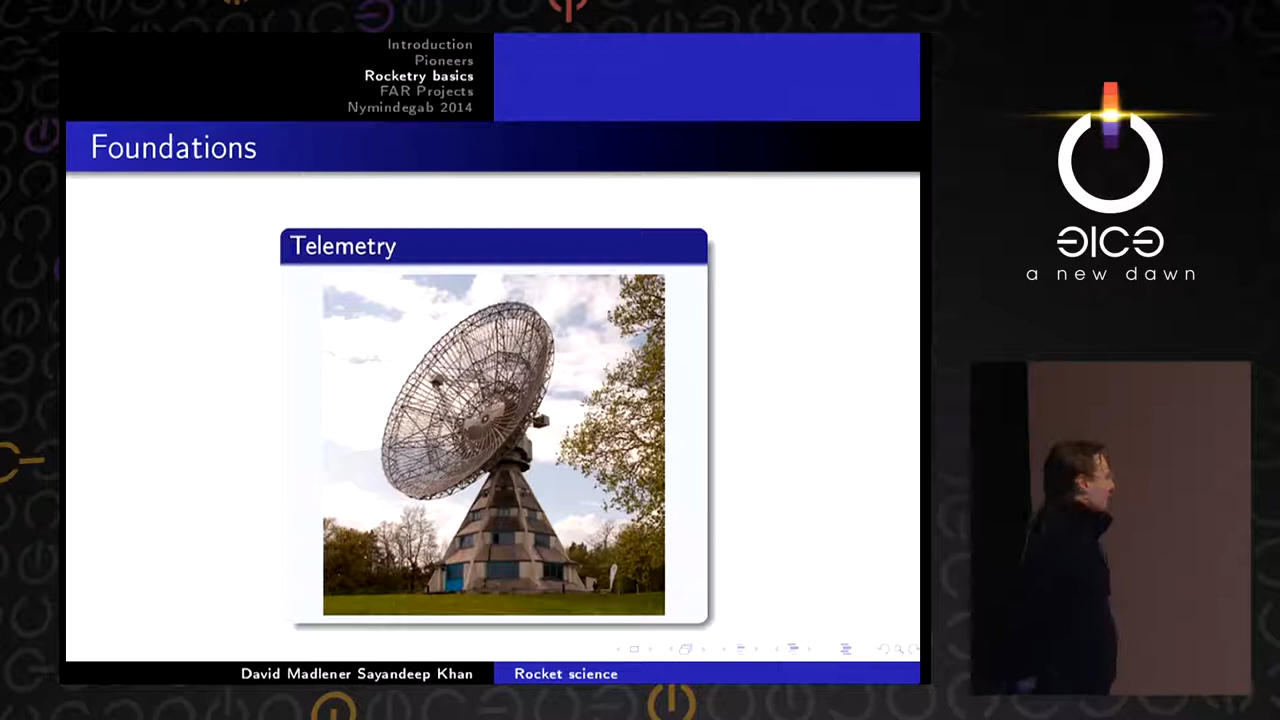 Introduction
Pioneers
Rocketry basics
FAR Projects
Nymindegab 2014
Foundations
Telemetry
David Madlener Sayandeep Khan
Rocket science
a new dawn